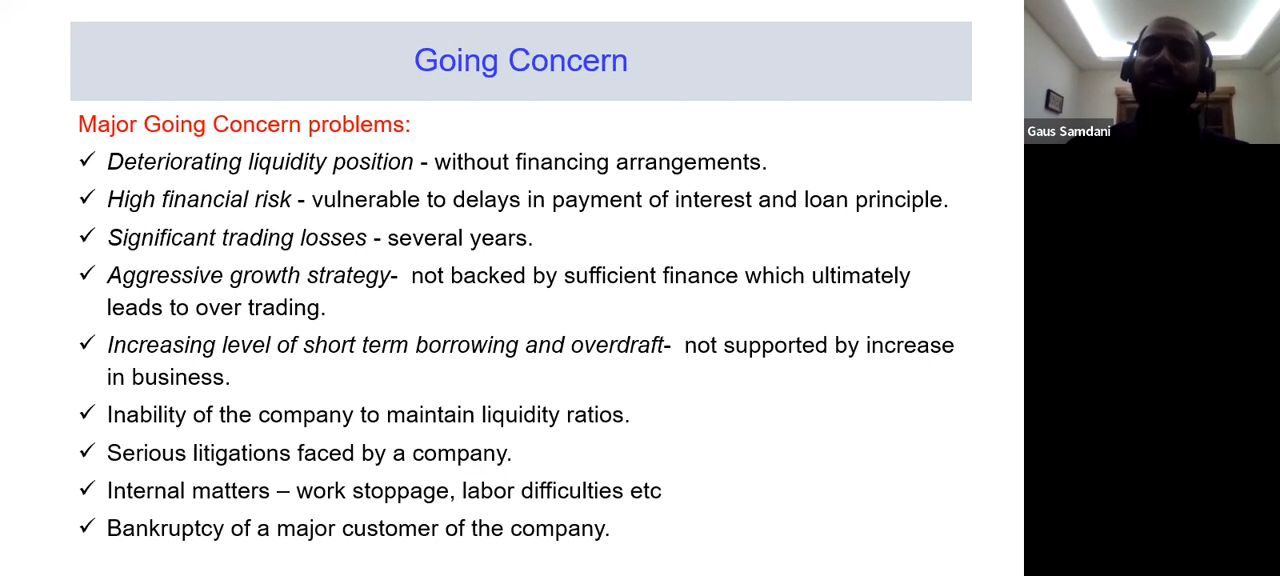 Going Concern
Major Going Concern problems:
✓ Deteriorating liquidity position - without financing arrangements.
✓ High financial risk - vulnerable to delays in payment of interest and loan principle.
✓ Significant trading losses - several years.
✓ Aggressive growth strategy- not backed by sufficient finance which ultimately
leads to over trading.
✓ Increasing level of short term borrowing and overdraft- not supported by increase
in business.
✓ Inability of the company to maintain liquidity ratios.
✓ Serious litigations faced by a company.
✓ Internal matters – work stoppage, labor difficulties etc
✓ Bankruptcy of a major customer of the company.
Gaus Samdani